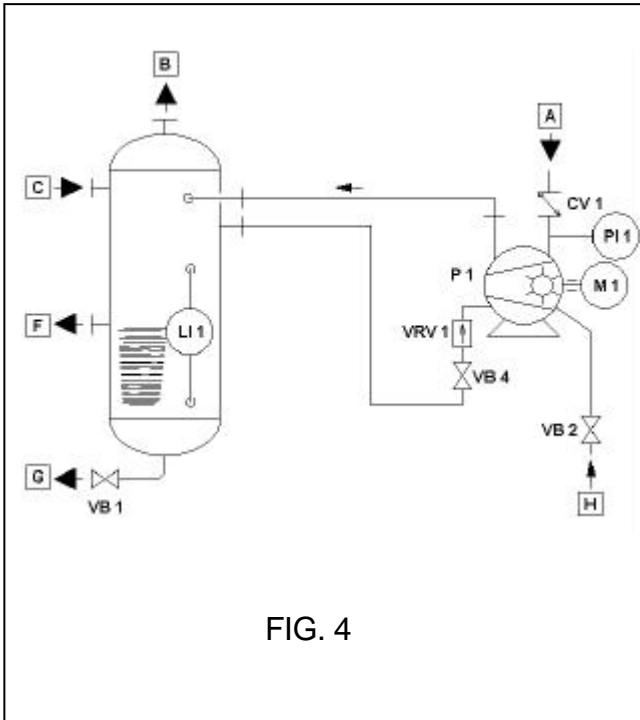 B
A
C
CV 1
PI 1
P 1
M 1
F
LI 1
VRV 1
VB 4
VB 2
G
VB 1
H
FIG. 4